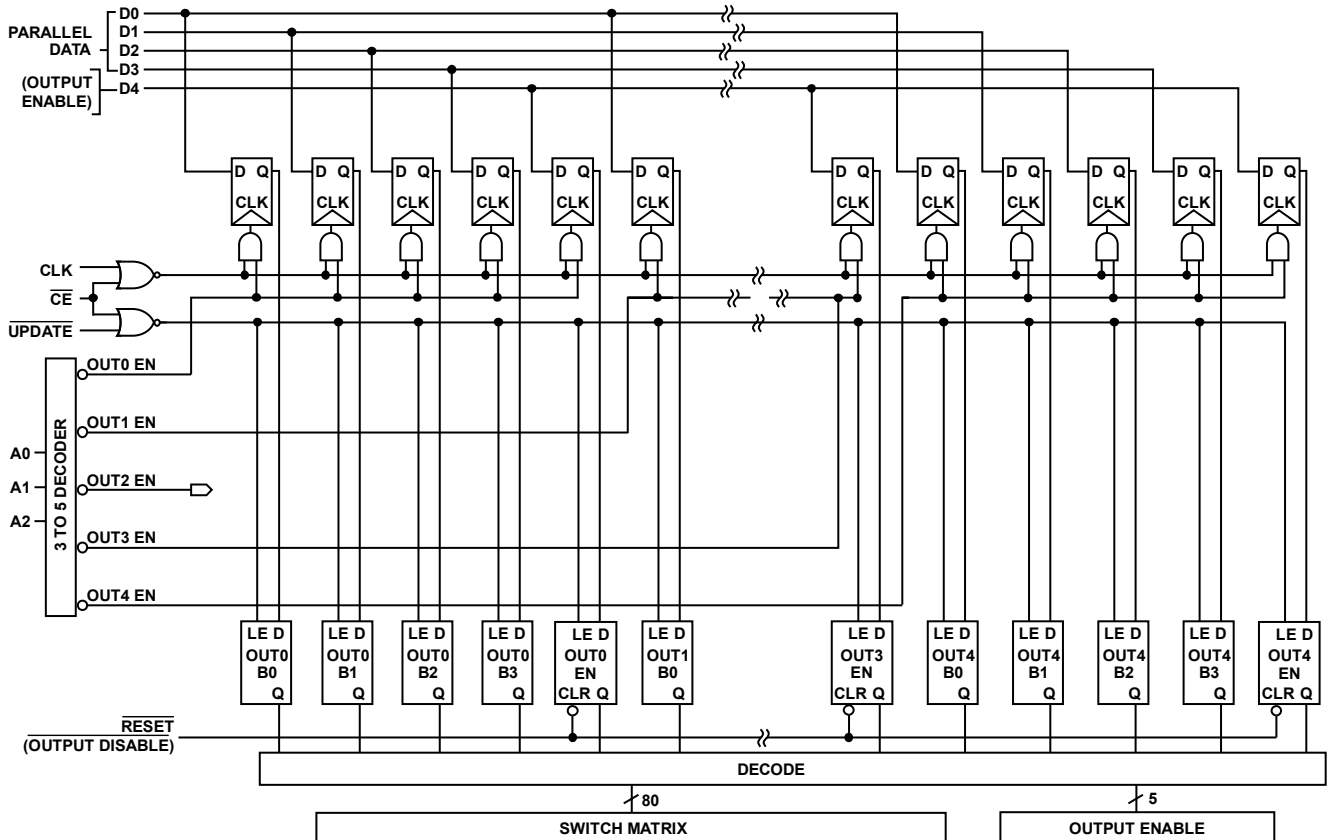 PARALLEL DATA
D0
D1
D2
D3
(OUTPUT ENABLE)
D4
D Q D Q D Q D Q D Q D Q D Q D Q D Q D Q D Q D Q
CLK CLK CLK CLK CLK CLK CLK CLK CLK CLK CLK CLK
CLK
CE
UPDATE
OUT0 EN
OUT1 EN
OUT2 EN
OUT3 EN
OUT4 EN
A0
A1
A2
3 TO 5 DECODER
LE D LE D LE D LE D LE D LE D LE D LE D LE D LE D LE D LE D
OUT0 OUT0 OUT0 OUT0 OUT0 OUT1 OUT3 OUT4 OUT4 OUT4 OUT4 OUT4
B0 B1 B2 B3 EN B0 EN B0 B1 B2 B3 EN
Q Q Q Q CLR Q Q CLR Q Q Q Q Q CLR Q
RESET
(OUTPUT DISABLE)
DECODE
80
5
SWITCH MATRIX
OUTPUT ENABLE